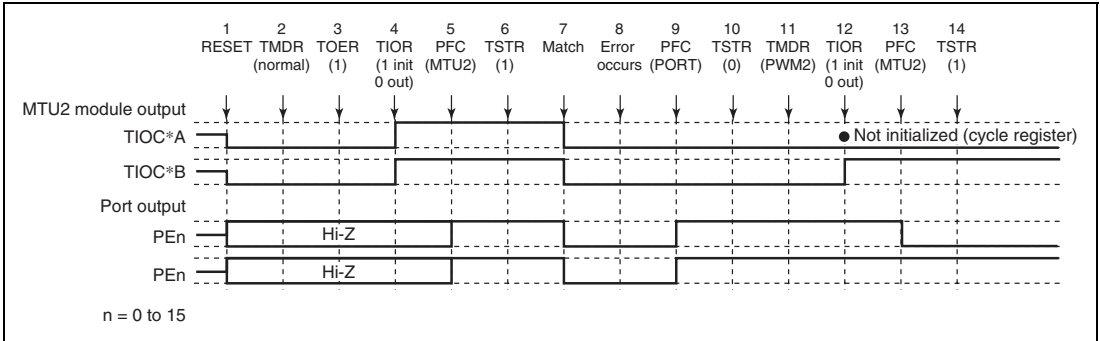 1 2 3 4 5 6 7 8 9 10 11 12 13 14
RESET TMDR TOER TIOR PFC TSTR Match Error PFC TSTR TMDR TIOR PFC TSTR
(normal) (1) (1 init (MTU2) (1) occurs (PORT) (0) (PWM2) (1 init (MTU2) (1)
0 out) 0 out)
MTU2 module output
TIOC*A
● Not initialized (cycle register)
TIOC*B
Port output
PEn Hi-Z
PEn Hi-Z
n = 0 to 15